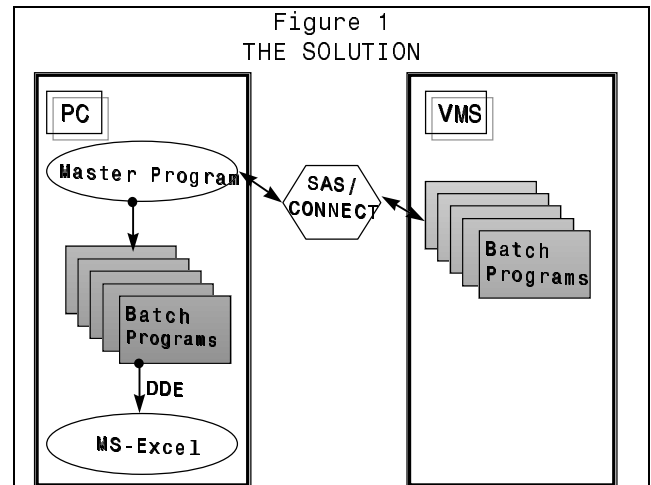 Figure 1
THE SOLUTION
PC
VMS
Master Program
SAS/
CONNECT
Batch
Programs
Batch
Programs
DDE
MS-Excel